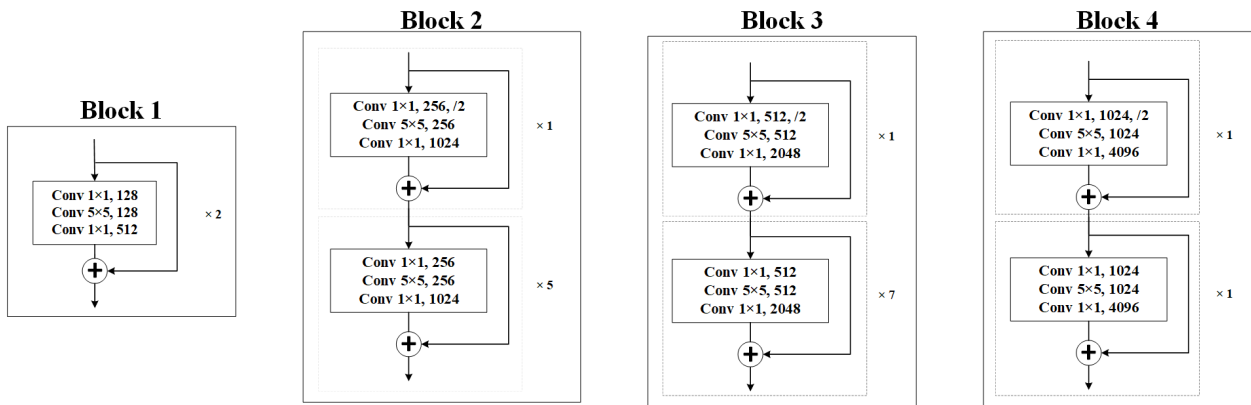 Block 1
Conv 1×1, 128
Conv 5×5, 128
Conv 1×1, 512
× 2
Block 2
Conv 1×1, 256, /2
Conv 5×5, 256
Conv 1×1, 1024
× 1
Conv 1×1, 256
Conv 5×5, 256
Conv 1×1, 1024
× 5
Block 3
Conv 1×1, 512, /2
Conv 5×5, 512
Conv 1×1, 2048
× 1
Conv 1×1, 512
Conv 5×5, 512
Conv 1×1, 2048
× 7
Block 4
Conv 1×1, 1024, /2
Conv 5×5, 1024
Conv 1×1, 4096
× 1
Conv 1×1, 1024
Conv 5×5, 1024
Conv 1×1, 4096
× 1